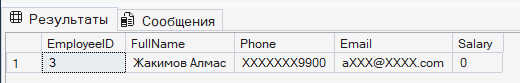 Результаты Сообщения
EmployeeID FullName Phone Email Salary
1 3 Жакимов Алмас XXXXXXX9900 aXXX@XXXX.com 0